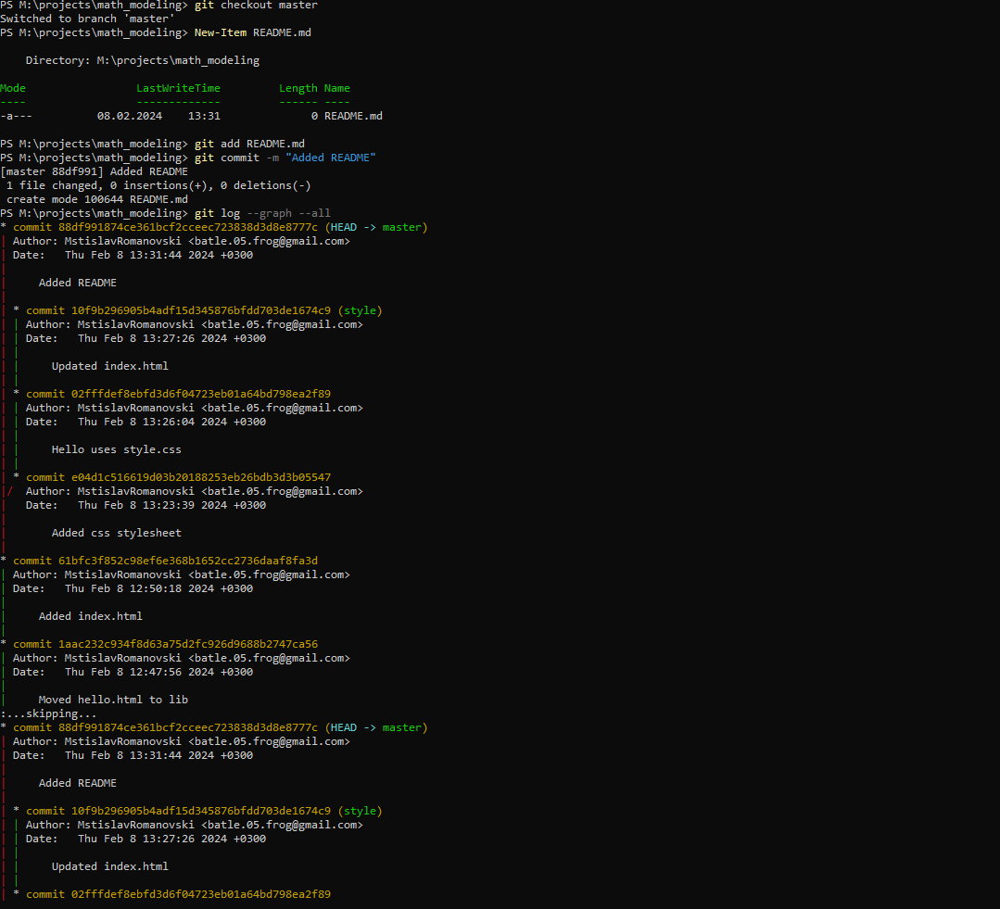 PS M:\projects\math_modeling> git checkout master
Switched to branch 'master'
PS M:\projects\math_modeling> New-Item README.md
    Directory: M:\projects\math_modeling
Mode                 LastWriteTime         Length Name
----                 -------------         ------ ----
-a---          08.02.2024    13:31              0 README.md
PS M:\projects\math_modeling> git add README.md
PS M:\projects\math_modeling> git commit -m "Added README"
[master 88df991] Added README
 1 file changed, 0 insertions(+), 0 deletions(-)
 create mode 100644 README.md
PS M:\projects\math_modeling> git log --graph --all
* commit 88df991874ce361bcf2cceec723838d3d8e8777c (HEAD -> master)
| Author: MstislavRomanovski <batle.05.frog@gmail.com>
| Date:   Thu Feb 8 13:31:44 2024 +0300
|
|     Added README
|
| * commit 10f9b296905b4adf15d345876bfdd703de1674c9 (style)
| | Author: MstislavRomanovski <batle.05.frog@gmail.com>
| | Date:   Thu Feb 8 13:27:26 2024 +0300
| |
| |     Updated index.html
| |
| * commit 02fffdef8ebfd3d6f04723eb01a64bd798ea2f89
| | Author: MstislavRomanovski <batle.05.frog@gmail.com>
| | Date:   Thu Feb 8 13:26:04 2024 +0300
| |
| |     Hello uses style.css
| |
| * commit e04d1c516619d03b20188253eb26bdb3d3b05547
|/  Author: MstislavRomanovski <batle.05.frog@gmail.com>
|   Date:   Thu Feb 8 13:23:39 2024 +0300
|
|       Added css stylesheet
|
* commit 61bfc3f852c98ef6e368b1652cc2736daaf8fa3d
| Author: MstislavRomanovski <batle.05.frog@gmail.com>
| Date:   Thu Feb 8 12:50:18 2024 +0300
|
|     Added index.html
|
* commit 1aac232c934f8d63a75d2fc926d9688b2747ca56
| Author: MstislavRomanovski <batle.05.frog@gmail.com>
| Date:   Thu Feb 8 12:47:56 2024 +0300
|
|     Moved hello.html to lib
:...skipping...
* commit 88df991874ce361bcf2cceec723838d3d8e8777c (HEAD -> master)
| Author: MstislavRomanovski <batle.05.frog@gmail.com>
| Date:   Thu Feb 8 13:31:44 2024 +0300
|
|     Added README
|
| * commit 10f9b296905b4adf15d345876bfdd703de1674c9 (style)
| | Author: MstislavRomanovski <batle.05.frog@gmail.com>
| | Date:   Thu Feb 8 13:27:26 2024 +0300
| |
| |     Updated index.html
| |
| * commit 02fffdef8ebfd3d6f04723eb01a64bd798ea2f89